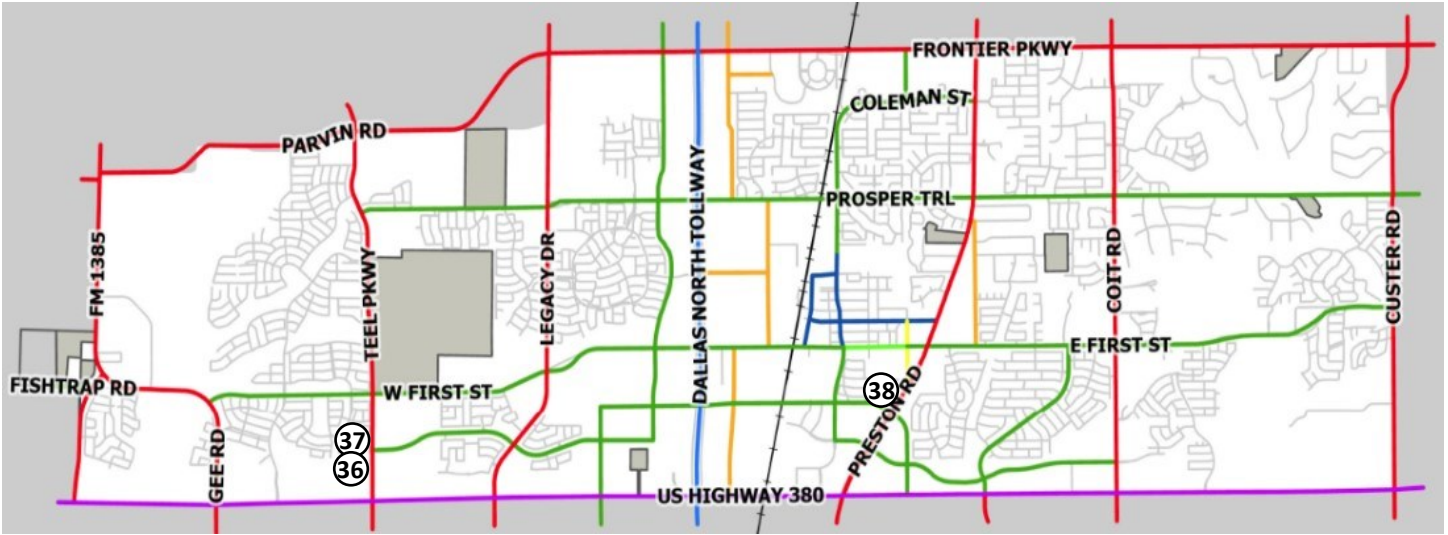 FRONTIER PKWY
COLEMAN ST
PARVIN RD
PROSPER TRL
FM 1385
TEEL PKWY
LEGACY DR
DALLAS NORTH TOLLWAY
COIT RD
CUSTER RD
E FIRST ST
FISHTRAP RD
W FIRST ST
38
PRESTON RD
37
36
GEE RD
US HIGHWAY 380